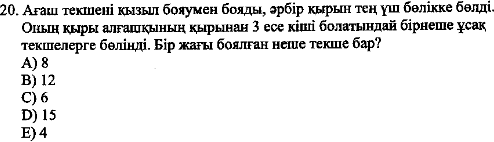 20. Ағаш текшені қызыл бояумен бояды, әрбір қырын тең үш бөлікке бөлді.
Оның қыры алғашқының қырынан 3 есе кіші болатындай бірнеше ұсақ
текшелерге бөлінді. Бір жағы боялған неше текше бар?
A) 8
B) 12
C) 6
D) 15
E) 4